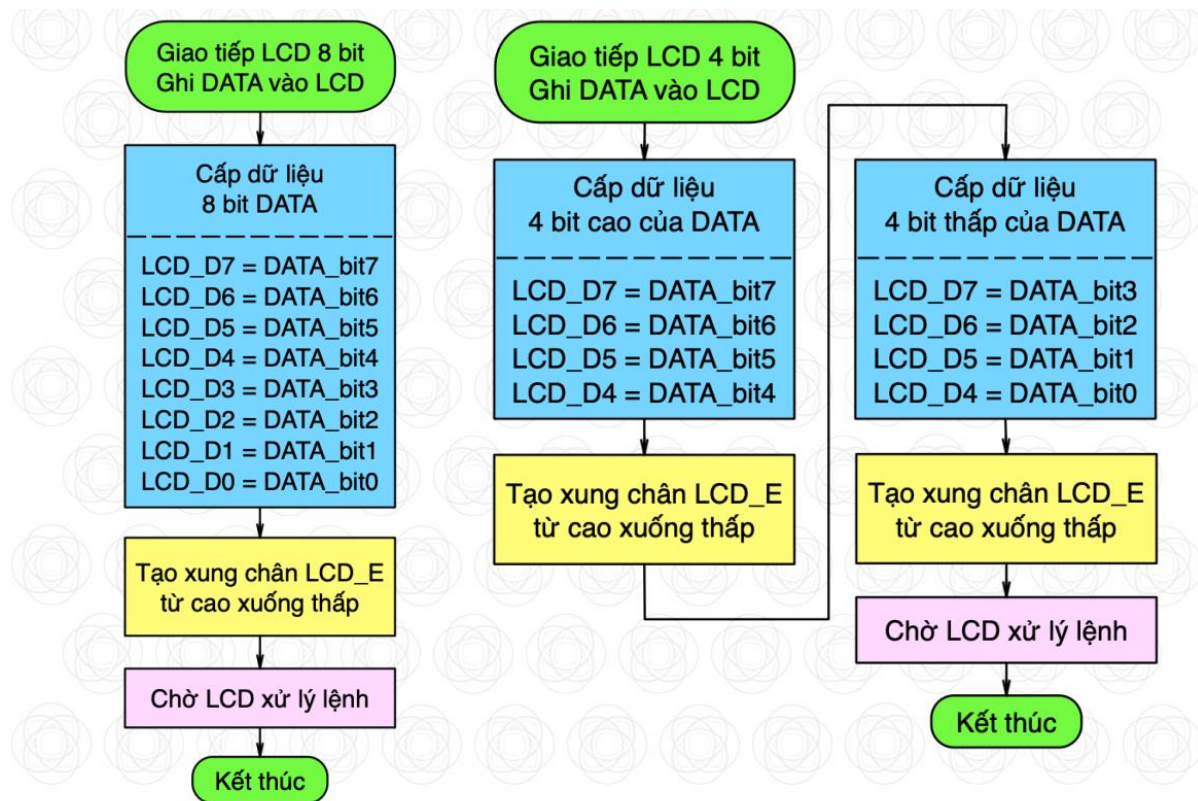 Giao tiếp LCD 8 bit
Ghi DATA vào LCD
Cấp dữ liệu
8 bit DATA
LCD_D7 = DATA_bit7
LCD_D6 = DATA_bit6
LCD_D5 = DATA_bit5
LCD_D4 = DATA_bit4
LCD_D3 = DATA_bit3
LCD_D2 = DATA_bit2
LCD_D1 = DATA_bit1
LCD_D0 = DATA_bit0
Tạo xung chân LCD_E
từ cao xuống thấp
Chờ LCD xử lý lệnh
Kết thúc
Giao tiếp LCD 4 bit
Ghi DATA vào LCD
Cấp dữ liệu
4 bit cao của DATA
LCD_D7 = DATA_bit7
LCD_D6 = DATA_bit6
LCD_D5 = DATA_bit5
LCD_D4 = DATA_bit4
Tạo xung chân LCD_E
từ cao xuống thấp
Cấp dữ liệu
4 bit thấp của DATA
LCD_D7 = DATA_bit3
LCD_D6 = DATA_bit2
LCD_D5 = DATA_bit1
LCD_D4 = DATA_bit0
Tạo xung chân LCD_E
từ cao xuống thấp
Chờ LCD xử lý lệnh
Kết thúc